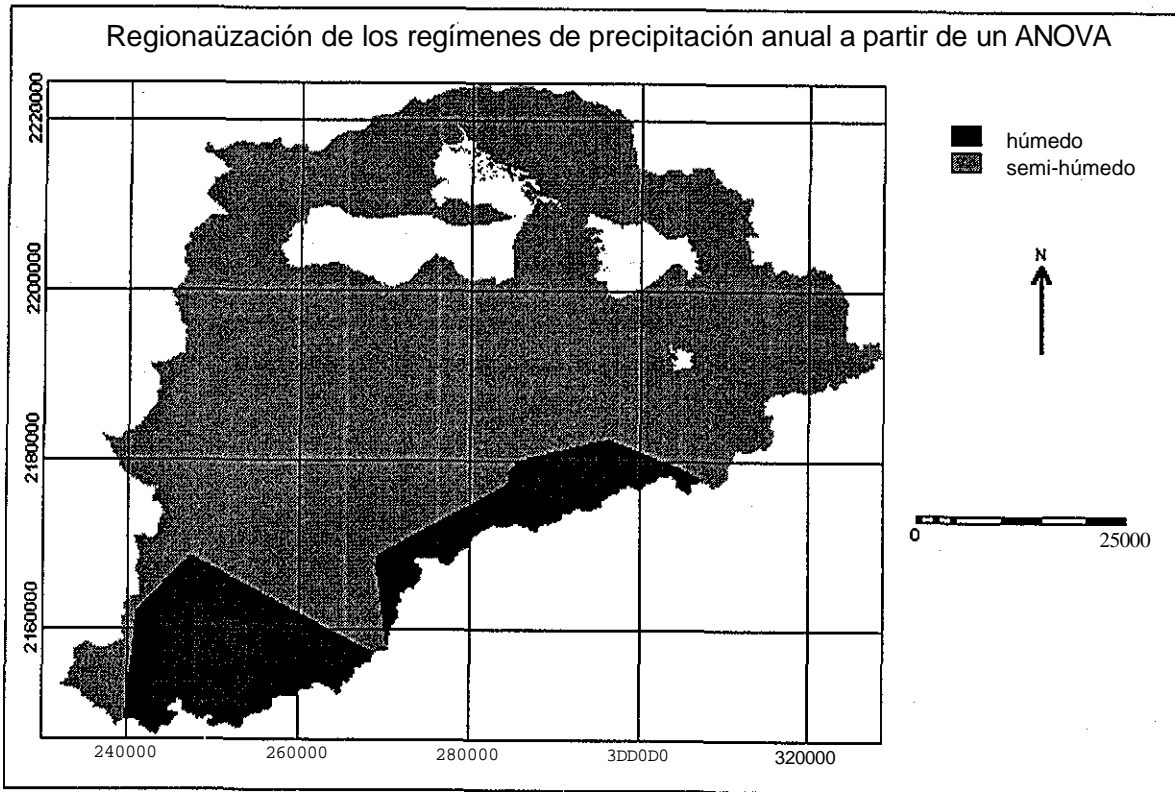 Regionaüzación de los regímenes de precipitación anual a partir de un ANOVA
2220000
2200000
2180000
2160000
240000
260000
280000
3DD0D0
320000
húmedo
semi-húmedo
N
0
25000